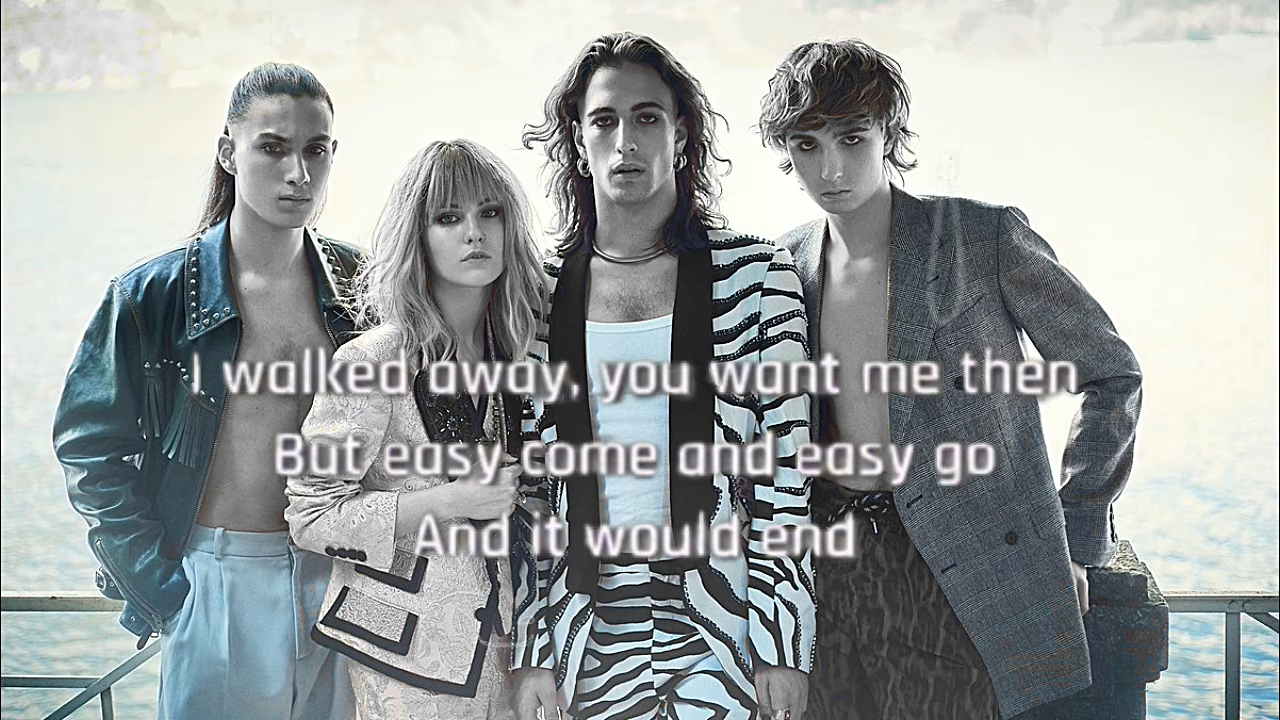 I walked away, you want me then
But easy come and easy go
And it would end